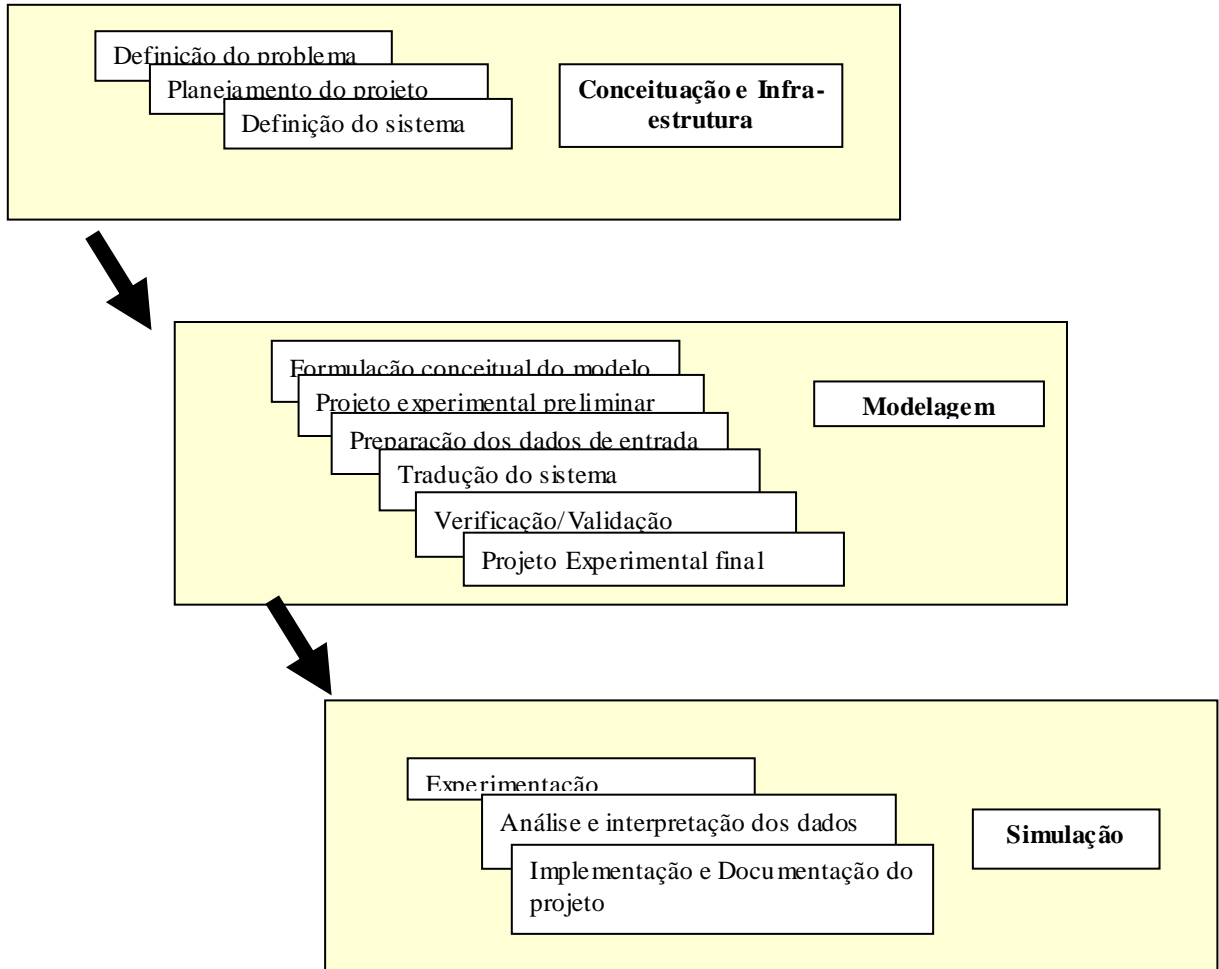 Definição do problema
Planejamento do projeto
Definição do sistema
Conceituação e Infra-
estrutura
Formulação conceitual do modelo
Projeto experimental preliminar
Preparação dos dados de entrada
Tradução do sistema
Verificação/Validação
Projeto Experimental final
Modelagem
Experimentação
Análise e interpretação dos dados
Implementação e Documentação do
projeto
Simulação